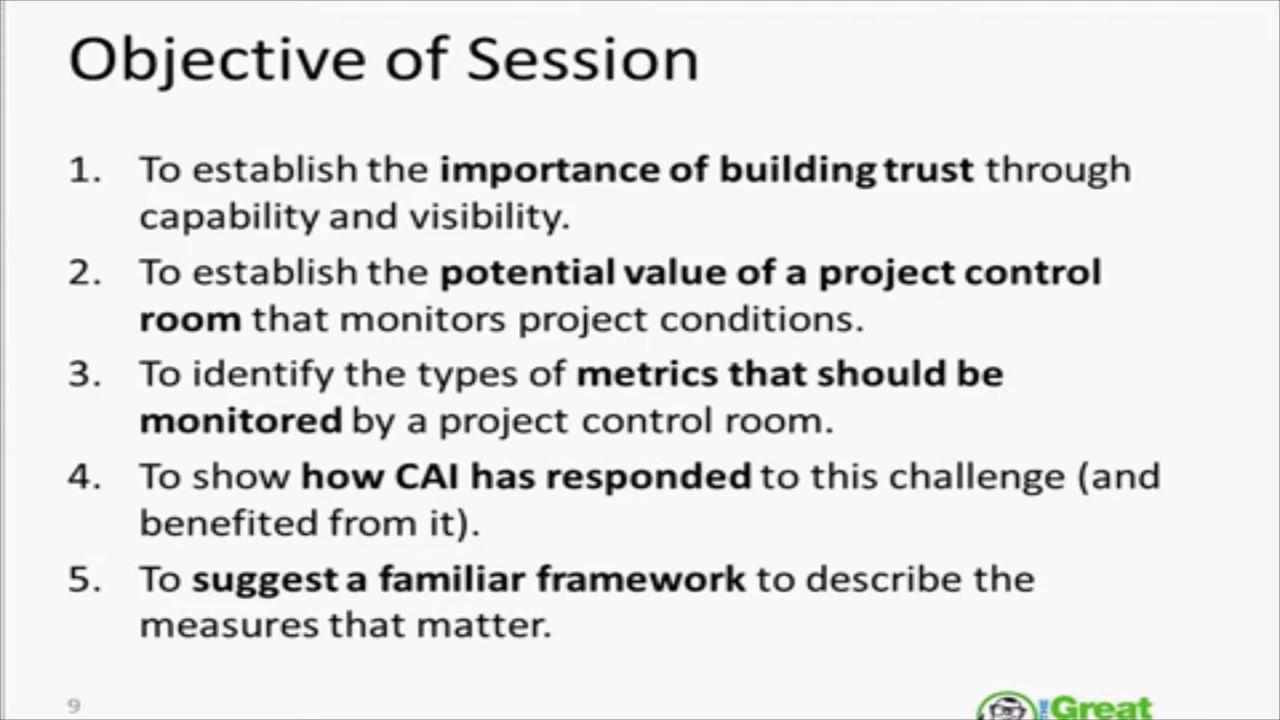 Objective of Session
1. To establish the importance of building trust through
capability and visibility.
2. To establish the potential value of a project control
room that monitors project conditions.
3. To identify the types of metrics that should be
monitored by a project control room.
4. To show how CAI has responded to this challenge (and
benefited from it).
5. To suggest a familiar framework to describe the
measures that matter.
9
THE Great